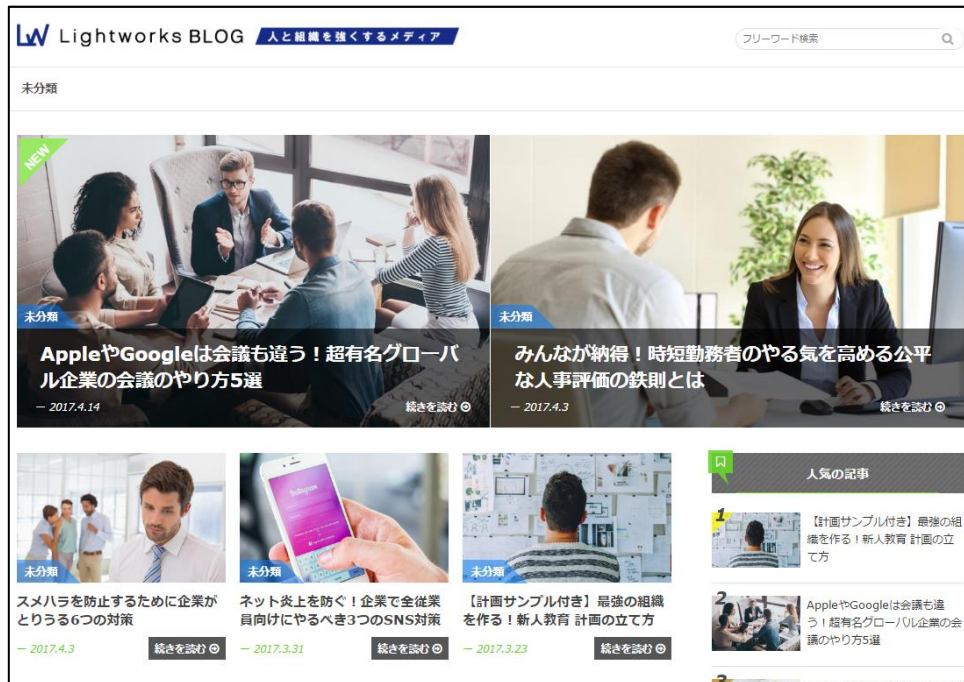 LW Lightworks BLOG 人と組織を強くするメディア
フリーワード検索
未分類
NEW
未分類
AppleやGoogleは会議も違う！超有名グローバ
ル企業の会議のやり方5選
— 2017.4.14
続きを読む
未分類
みんなが納得！時短勤務者のやる気を高める公平
な人事評価の鉄則とは
— 2017.4.3
続きを読む
未分類
スメハラを防止するために企業が
とりうる6つの対策
— 2017.4.3
続きを読む
未分類
Instagram
ネット炎上を防ぐ！企業で全従業
員向けにやるべき3つのSNS対策
— 2017.3.31
続きを読む
未分類
【計画サンプル付き】最強の組織
を作る！新人教育 計画の立て方
— 2017.3.23
続きを読む
人気の記事
1
【計画サンプル付き】最強の組
織を作る！新人教育 計画の立
て方
2
AppleやGoogleは会議も違
う！超有名グローバル企業の会
議のやり方5選
3